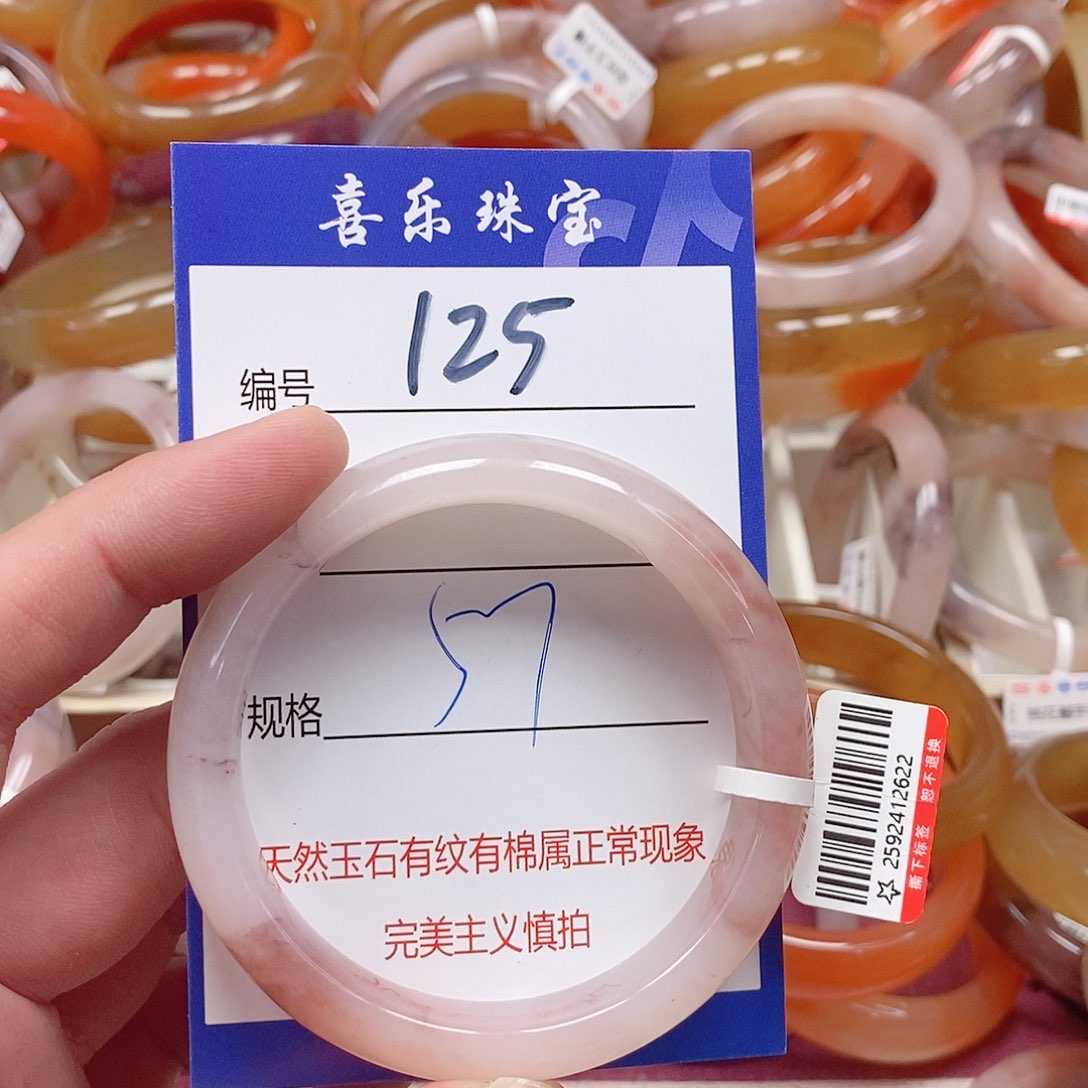 喜乐珠宝
编号 125
规格 57
天然玉石有纹有棉属正常现象
完美主义慎拍
2592412622
撕下标签 恕不退换